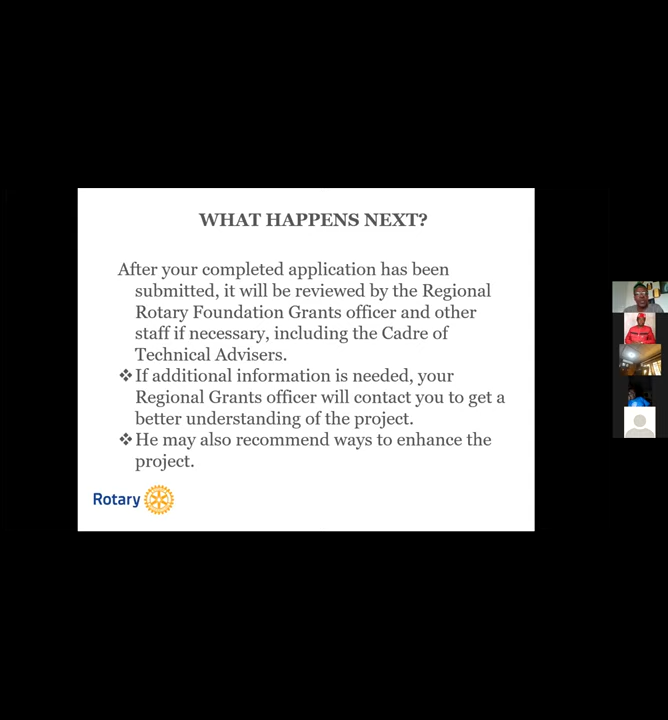 WHAT HAPPENS NEXT?
After your completed application has been
submitted, it will be reviewed by the Regional
Rotary Foundation Grants officer and other
staff if necessary, including the Cadre of
Technical Advisers.
❖If additional information is needed, your
Regional Grants officer will contact you to get a
better understanding of the project.
❖He may also recommend ways to enhance the
project.
Rotary